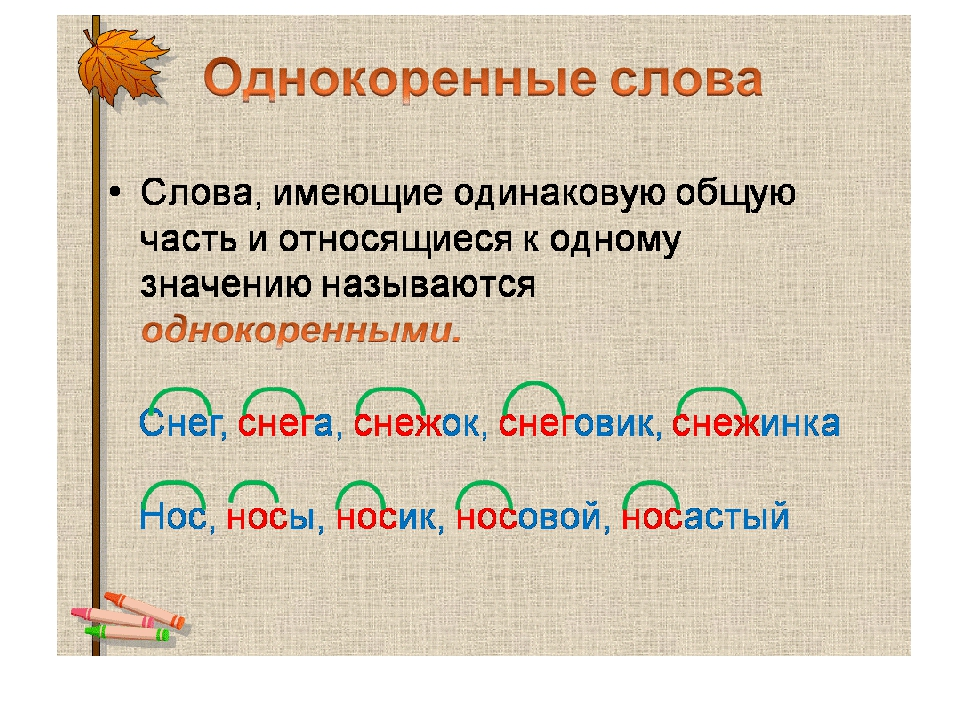 Однокоренные слова
• Слова, имеющие одинаковую общую
часть и относящиеся к одному
значению называются
однокоренными.
Снег, снега, снежок, снеговик, снежинка
Нос, носы, носик, носовой, носастый